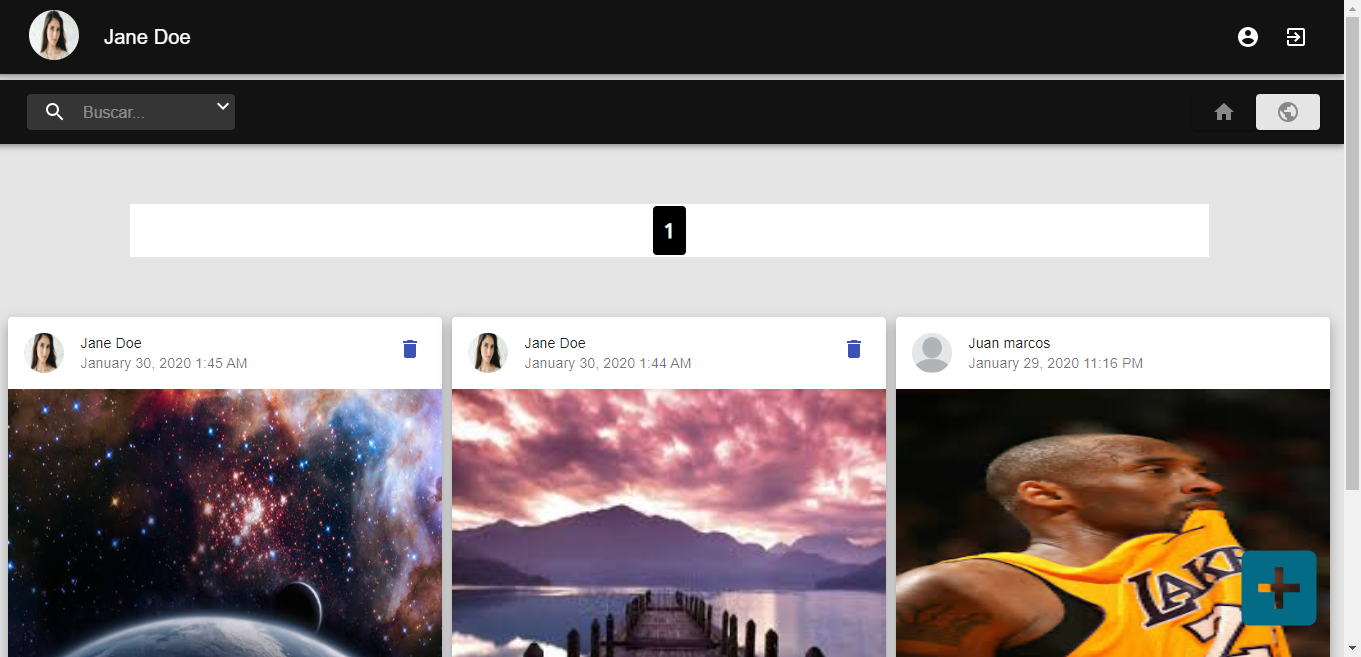 Jane Doe
Buscar...
1
Jane Doe
January 30, 2020 1:45 AM
Jane Doe
January 30, 2020 1:44 AM
Juan marcos
January 29, 2020 11:16 PM